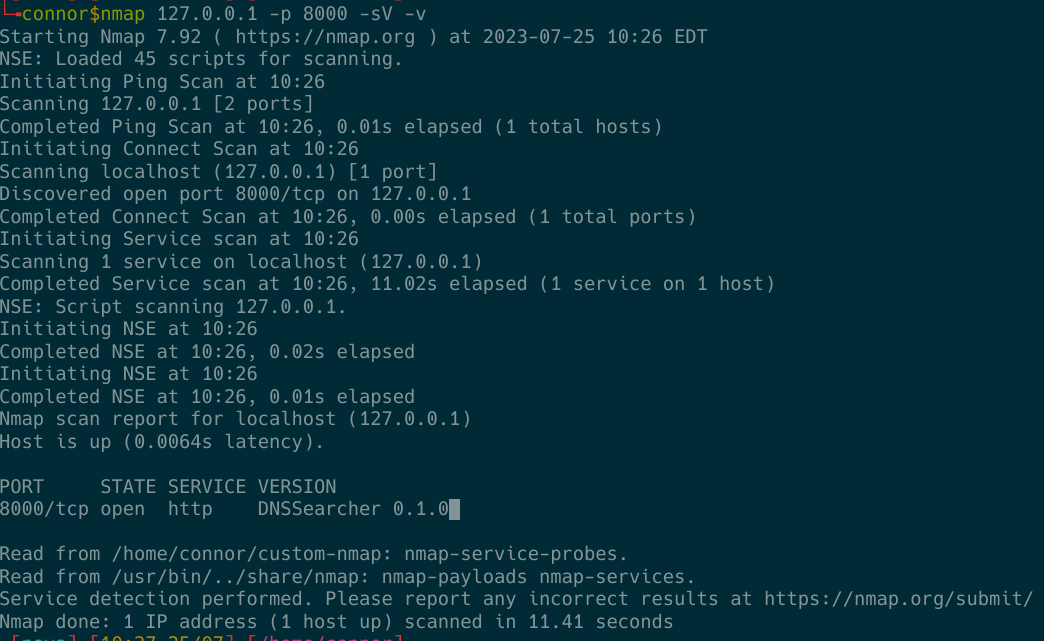 └─╼connor$nmap 127.0.0.1 -p 8000 -sV -v
Starting Nmap 7.92 ( https://nmap.org ) at 2023-07-25 10:26 EDT
NSE: Loaded 45 scripts for scanning.
Initiating Ping Scan at 10:26
Scanning 127.0.0.1 [2 ports]
Completed Ping Scan at 10:26, 0.01s elapsed (1 total hosts)
Initiating Connect Scan at 10:26
Scanning localhost (127.0.0.1) [1 port]
Discovered open port 8000/tcp on 127.0.0.1
Completed Connect Scan at 10:26, 0.00s elapsed (1 total ports)
Initiating Service scan at 10:26
Scanning 1 service on localhost (127.0.0.1)
Completed Service scan at 10:26, 11.02s elapsed (1 service on 1 host)
NSE: Script scanning 127.0.0.1.
Initiating NSE at 10:26
Completed NSE at 10:26, 0.02s elapsed
Initiating NSE at 10:26
Completed NSE at 10:26, 0.01s elapsed
Nmap scan report for localhost (127.0.0.1)
Host is up (0.0064s latency).
PORT     STATE SERVICE VERSION
8000/tcp open  http    DNSSearcher 0.1.0
Read from /home/connor/custom-nmap: nmap-service-probes.
Read from /usr/bin/../share/nmap: nmap-payloads nmap-services.
Service detection performed. Please report any incorrect results at https://nmap.org/submit/
Nmap done: 1 IP address (1 host up) scanned in 11.41 seconds
[10:27 25/07] [/home/connor]